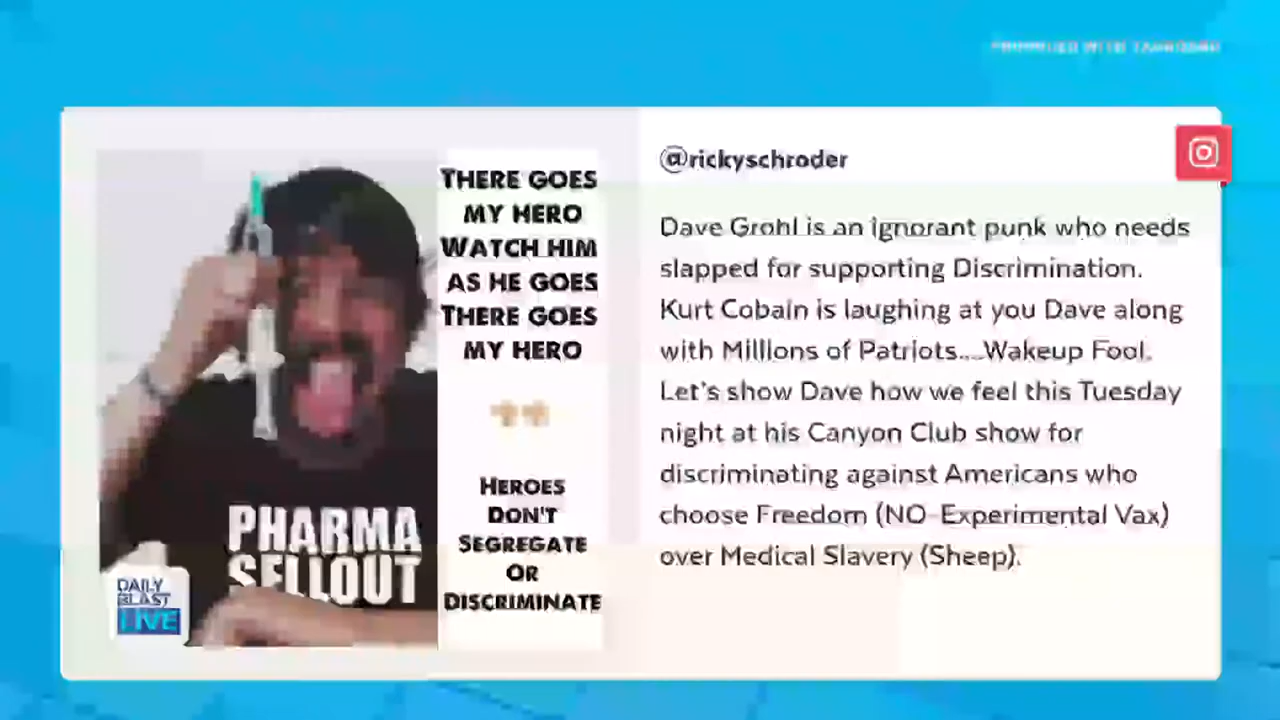 @rickyschroder
THERE GOES
MY HERO
WATCH HIM
AS HE GOES
THERE GOES
MY HERO
HEROES
DON'T
SEGREGATE
OR
DISCRIMINATE
PHARMA
SELLOUT
DAILY
BLAST
LIVE
Dave Grohl is an ignorant punk who needs
slapped for supporting Discrimination.
Kurt Cobain is laughing at you Dave along
with Millions of Patriots....Wakeup Fool.
Let's show Dave how we feel this Tuesday
night at his Canyon Club show for
discriminating against Americans who
choose Freedom (NO-Experimental Vax)
over Medical Slavery (Sheep).